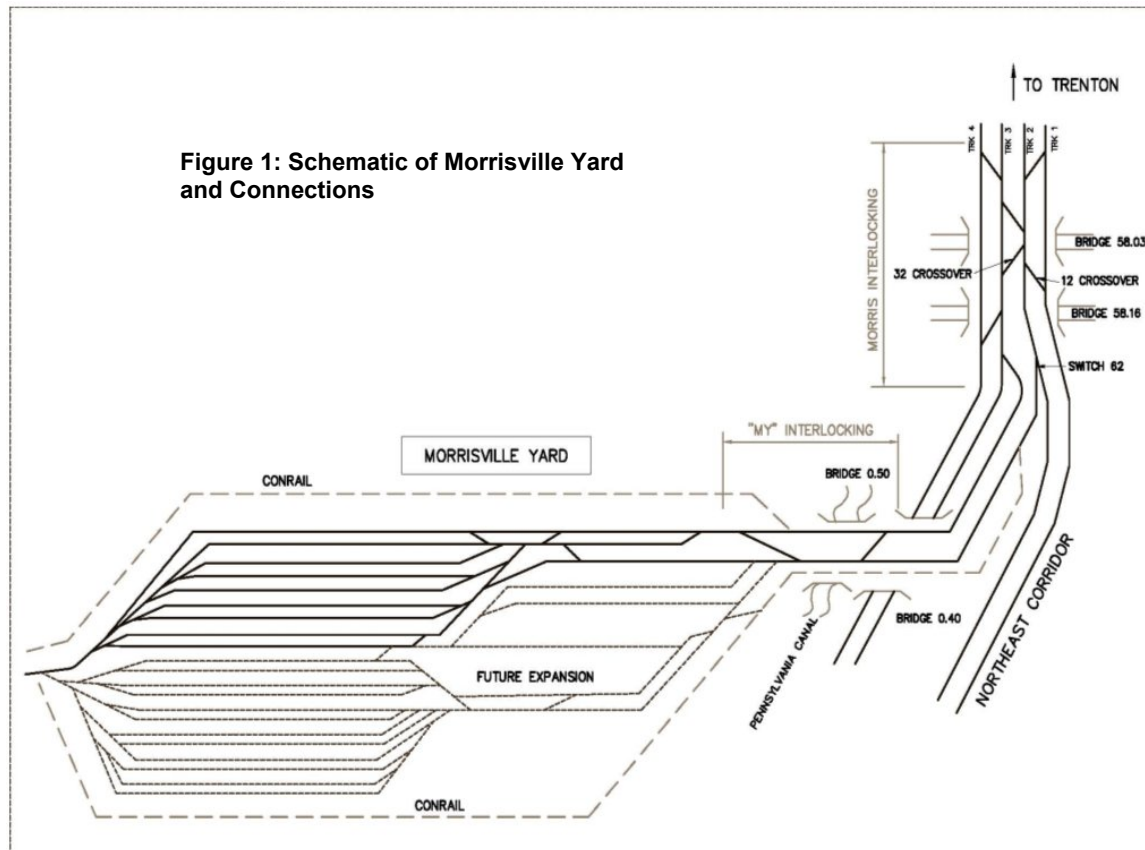 TO TRENTON
TRK 4
TRK 3
TRK 2
TRK 1
Figure 1: Schematic of Morrisville Yard
and Connections
MORRIS INTERLOCKING
BRIDGE 58.03
32 CROSSOVER
12 CROSSOVER
BRIDGE 58.16
SWITCH 62
"MY" INTERLOCKING
MORRISVILLE YARD
BRIDGE 0.50
CONRAIL
NORTHEAST CORRIDOR
BRIDGE 0.40
PENNSYLVANIA CANAL
FUTURE EXPANSION
CONRAIL